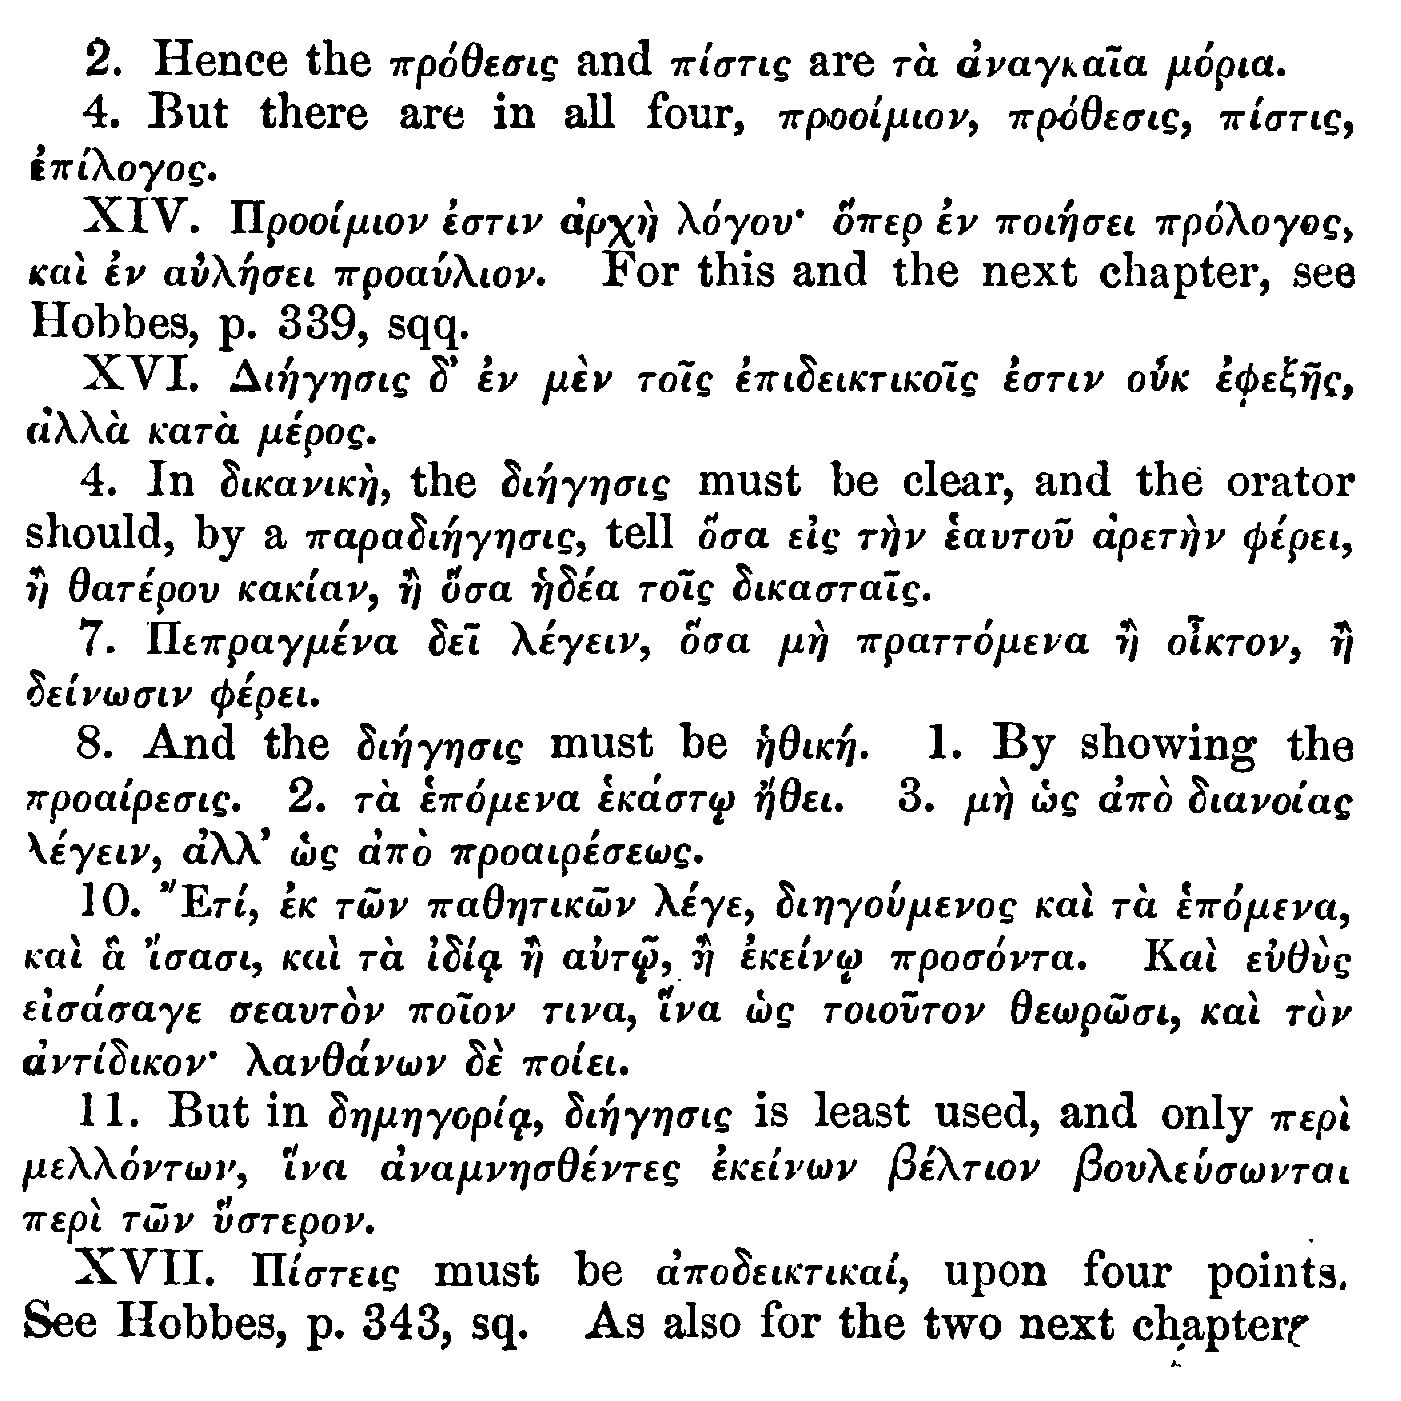 2. Hence the πρόθεσις and πίστις are τὰ ἀναγκαῖα μόρια.
4. But there are in all four, προοίμιον, πρόθεσις, πίστις,
ἐπίλογος.
XIV. Προοίμιον ἐστιν ἀρχὴ λόγου· ὅπερ ἐν ποιήσει πρόλογος,
καὶ ἐν αὐλήσει προαύλιον. For this and the next chapter, see
Hobbes, p. 339, sqq.
XVI. Διήγησις δ' ἐν μὲν τοῖς ἐπιδεικτικοῖς ἐστιν οὐκ ἐφεξῆς,
ἀλλὰ κατὰ μέρος.
4. In δικανικὴ, the διήγησις must be clear, and the orator
should, by a παραδιήγησις, tell ὅσα εἰς τὴν ἑαυτοῦ ἀρετὴν φέρει,
ἢ θατέρου κακίαν, ἢ ὅσα ἡδέα τοῖς δικασταῖς.
7. Πεπραγμένα δεῖ λέγειν, ὅσα μὴ πραττόμενα ἢ οἶκτον, ἢ
δείνωσιν φέρει.
8. And the διήγησις must be ἠθική. 1. By showing the
προαίρεσις. 2. τὰ ἑπόμενα ἑκάστῳ ἤθει. 3. μὴ ὡς ἀπὸ διανοίας
λέγειν, ἀλλ' ὡς ἀπὸ προαιρέσεως.
10. Ἔτί, ἐκ τῶν παθητικῶν λέγε, διηγούμενος καὶ τὰ ἑπόμενα,
καὶ ἃ ἴσασι, καὶ τὰ ἰδίᾳ ἢ αὐτῷ, ἢ ἐκείνῳ προσόντα. Καὶ εὐθὺς
εἰσάσαγε σεαυτὸν ποῖον τινα, ἵνα ὡς τοιοῦτον θεωρῶσι, καὶ τὸν
ἀντίδικον· λανθάνων δὲ ποίει.
11. But in δημηγορίᾳ, διήγησις is least used, and only περὶ
μελλόντων, ἵνα ἀναμνησθέντες ἐκείνων βέλτιον βουλεύσωνται
περὶ τῶν ὕστερον.
XVII. Πίστεις must be ἀποδεικτικαί, upon four points.
See Hobbes, p. 343, sq. As also for the two next chapters